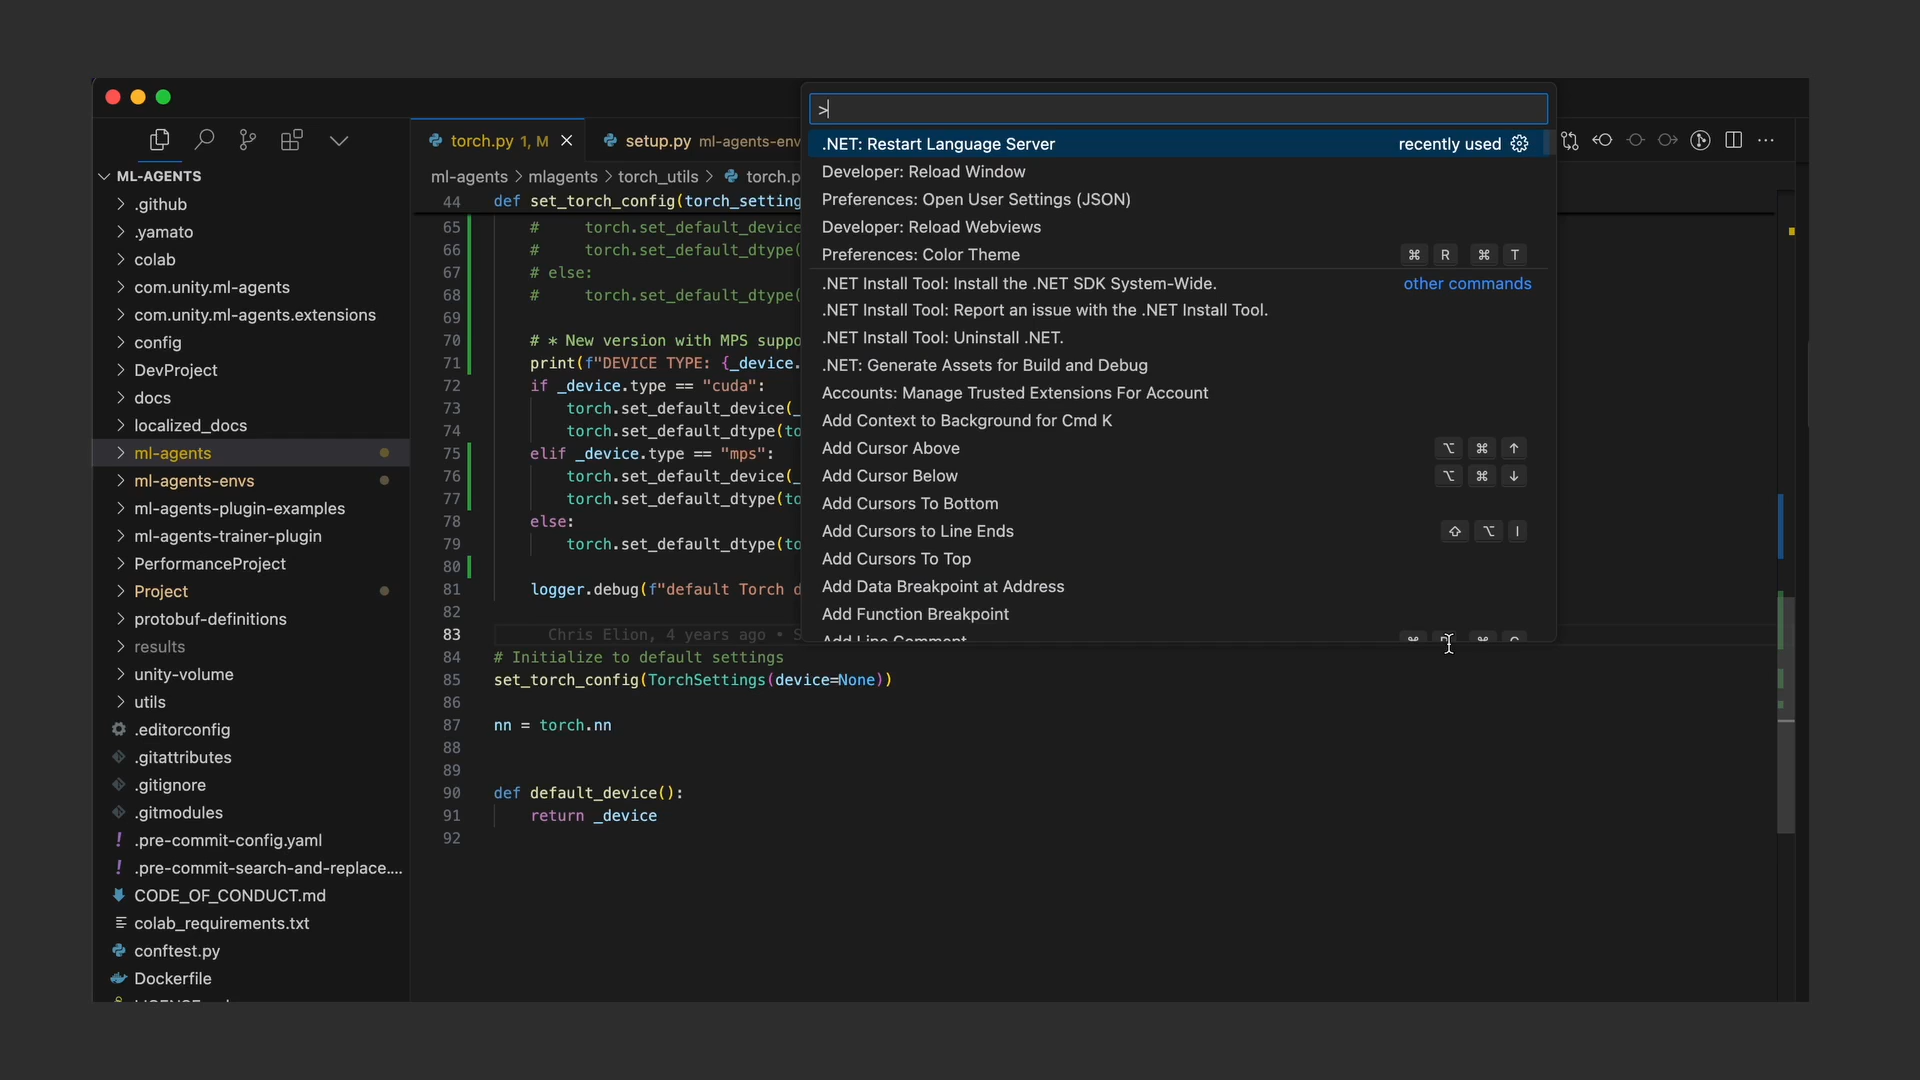 >
torch.py 1, M
setup.py ml-agents-env
.NET: Restart Language Server recently used
Developer: Reload Window
Preferences: Open User Settings (JSON)
Developer: Reload Webviews
Preferences: Color Theme ⌘ R ⌘ T
.NET Install Tool: Install the .NET SDK System-Wide. other commands
.NET Install Tool: Report an issue with the .NET Install Tool.
.NET Install Tool: Uninstall .NET.
.NET: Generate Assets for Build and Debug
Accounts: Manage Trusted Extensions For Account
Add Context to Background for Cmd K
Add Cursor Above ⌥ ⌘ ↑
Add Cursor Below ⌥ ⌘ ↓
Add Cursors To Bottom
Add Cursors to Line Ends ⇧ ⌥ I
Add Cursors To Top
Add Data Breakpoint at Address
Add Function Breakpoint
Add Line Comment
ML-AGENTS
.github
.yamato
colab
com.unity.ml-agents
com.unity.ml-agents.extensions
config
DevProject
docs
localized_docs
ml-agents
ml-agents-envs
ml-agents-plugin-examples
ml-agents-trainer-plugin
PerformanceProject
Project
protobuf-definitions
results
unity-volume
utils
.editorconfig
.gitattributes
.gitignore
.gitmodules
! .pre-commit-config.yaml
! .pre-commit-search-and-replace....
CODE_OF_CONDUCT.md
colab_requirements.txt
conftest.py
Dockerfile
ml-agents > mlagents > torch_utils > torch.p
44 def set_torch_config(torch_setting
65 # torch.set_default_device
66 # torch.set_default_dtype(
67 # else:
68 # torch.set_default_dtype(
69
70 # * New version with MPS suppo
71 print(f"DEVICE TYPE: {_device.
72 if _device.type == "cuda":
73 torch.set_default_device(_
74 torch.set_default_dtype(to
75 elif _device.type == "mps":
76 torch.set_default_device(_
77 torch.set_default_dtype(to
78 else:
79 torch.set_default_dtype(to
80
81 logger.debug(f"default Torch d
82
83 Chris Elion, 4 years ago • S
84 # Initialize to default settings
85 set_torch_config(TorchSettings(device=None))
86
87 nn = torch.nn
88
89
90 def default_device():
91 return _device
92